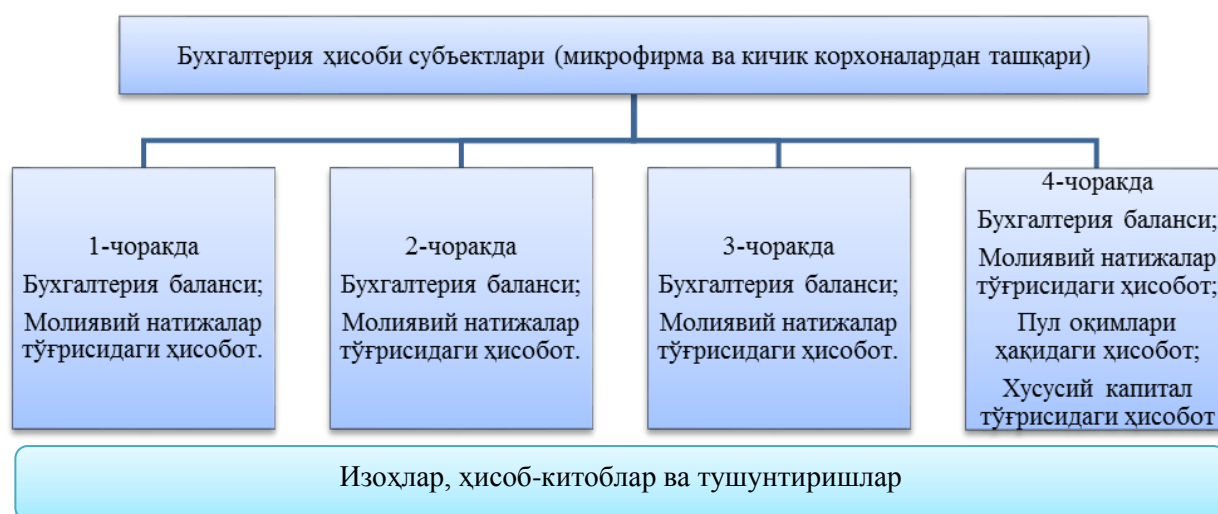 Бухгалтерия ҳисоби субъектлари (микрофирма ва кичик корхоналардан ташқари)
1-чоракда
Бухгалтерия баланси;
Молиявий натижалар
тўғрисидаги ҳисобот.
2-чоракда
Бухгалтерия баланси;
Молиявий натижалар
тўғрисидаги ҳисобот.
3-чоракда
Бухгалтерия баланси;
Молиявий натижалар
тўғрисидаги ҳисобот.
4-чоракда
Бухгалтерия баланси;
Молиявий натижалар
тўғрисидаги ҳисобот;
Пул оқимлари
ҳақидаги ҳисобот;
Хусусий капитал
тўғрисидаги ҳисобот
Изоҳлар, ҳисоб-китоблар ва тушунтиришлар